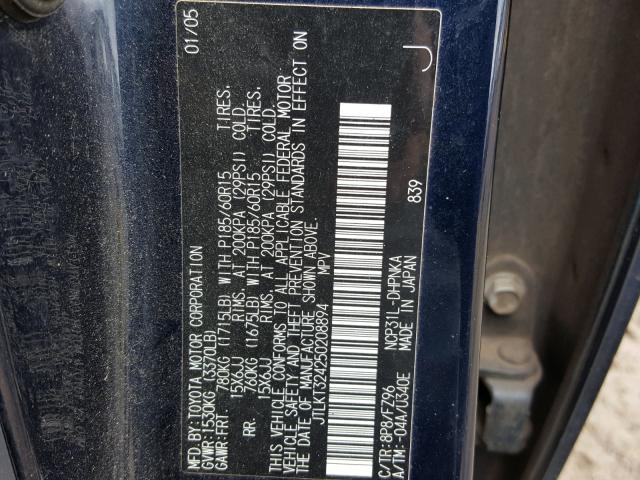 MFD.BY:TOYOTA MOTOR CORPORATION 01/05
GVWR:1530KG (3370LB)
GAWR:FRT. 780KG (1715LB) WITH P185/60R15 TIRES.
15X6JJ RIMS, AT 200KPA (29PSI) COLD.
RR. 760KG (1675LB) WITH P185/60R15 TIRES.
15X6JJ RIMS, AT 200KPA (29PSI) COLD.
THIS VEHICLE CONFORMS TO ALL APPLICABLE FEDERAL MOTOR
VEHICLE SAFETY AND THEFT PREVENTION STANDARDS IN EFFECT ON
THE DATE OF MANUFACTURE SHOWN ABOVE.
JTLKT324250208894 MPV
J
C/TR:8P8/FZ96 NCP31L-DHPNKA
A/TM:-04A/U340E MADE IN JAPAN 839